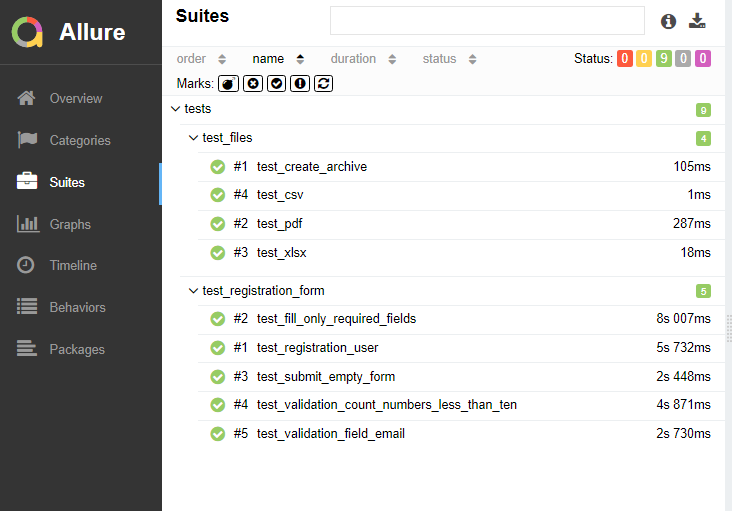 Allure
Overview
Categories
Suites
Graphs
Timeline
Behaviors
Packages
Suites
order name duration status Status: 0 0 9 0 0
Marks:
tests 9
test_files 4
#1 test_create_archive 105ms
#4 test_csv 1ms
#2 test_pdf 287ms
#3 test_xlsx 18ms
test_registration_form 5
#2 test_fill_only_required_fields 8s 007ms
#1 test_registration_user 5s 732ms
#3 test_submit_empty_form 2s 448ms
#4 test_validation_count_numbers_less_than_ten 4s 871ms
#5 test_validation_field_email 2s 730ms